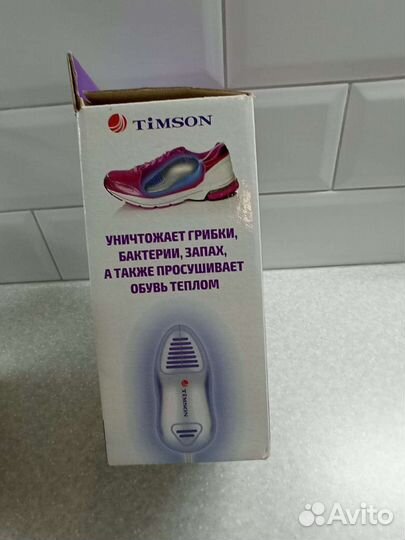 TiMSON
УНИЧТОЖАЕТ ГРИБКИ,
БАКТЕРИИ, ЗАПАХ,
А ТАКЖЕ ПРОСУШИВАЕТ
ОБУВЬ ТЕПЛОМ
TiMSON
Avito